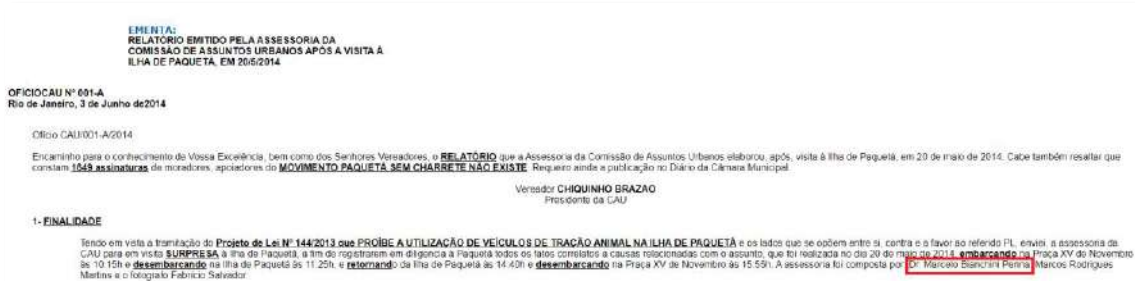 EMENTA:
RELATÓRIO EMITIDO PELA ASSESSORIA DA
COMISSÃO DE ASSUNTOS URBANOS APÓS A VISITA À
ILHA DE PAQUETÁ, EM 20/5/2014
OFÍCIOCAU Nº 001-A
Rio de Janeiro, 3 de Junho de2014
Ofício CAU/001-A/2014
Encaminho para o conhecimento de Vossa Excelência, bem como dos Senhores Vereadores, o RELATÓRIO que a Assessoria da Comissão de Assuntos Urbanos elaborou, após, visita à Ilha de Paquetá, em 20 de maio de 2014. Cabe também resaltar que
constam 1649 assinaturas de moradores, apoiadores do MOVIMENTO PAQUETÁ SEM CHARRETE NÃO EXISTE. Requeiro ainda a publicação no Diário da Câmara Municipal.
Vereador CHIQUINHO BRAZAO
Presidente da CAU
1- FINALIDADE
Tendo em vista a tramitação do Projeto de Lei Nº 144/2013 que PROÍBE A UTILIZAÇÃO DE VEÍCULOS DE TRAÇÃO ANIMAL NA ILHA DE PAQUETÁ e os lados que se opõem entre si, contra e a favor ao referido PL, enviei, a assessoria da
CAU para em visita SURPRESA à Ilha de Paquetá, a fim de registrarem em diligência a Paquetá todos os fatos correlatos a causas relacionadas com o assunto, que foi realizada no dia 20 de maio de 2014, embarcando na Praça XV de Novembro
às 10:15h e desembarcando na Ilha de Paquetá às 11:25h, e retornando da Ilha de Paquetá às 14:40h e desembarcando na Praça XV de Novembro às 15:55h. A assessoria foi composta por: Dr. Marcelo Bianchini Penna, Marcos Rodrigues
Martins e o fotógrafo Fabrício Salvador